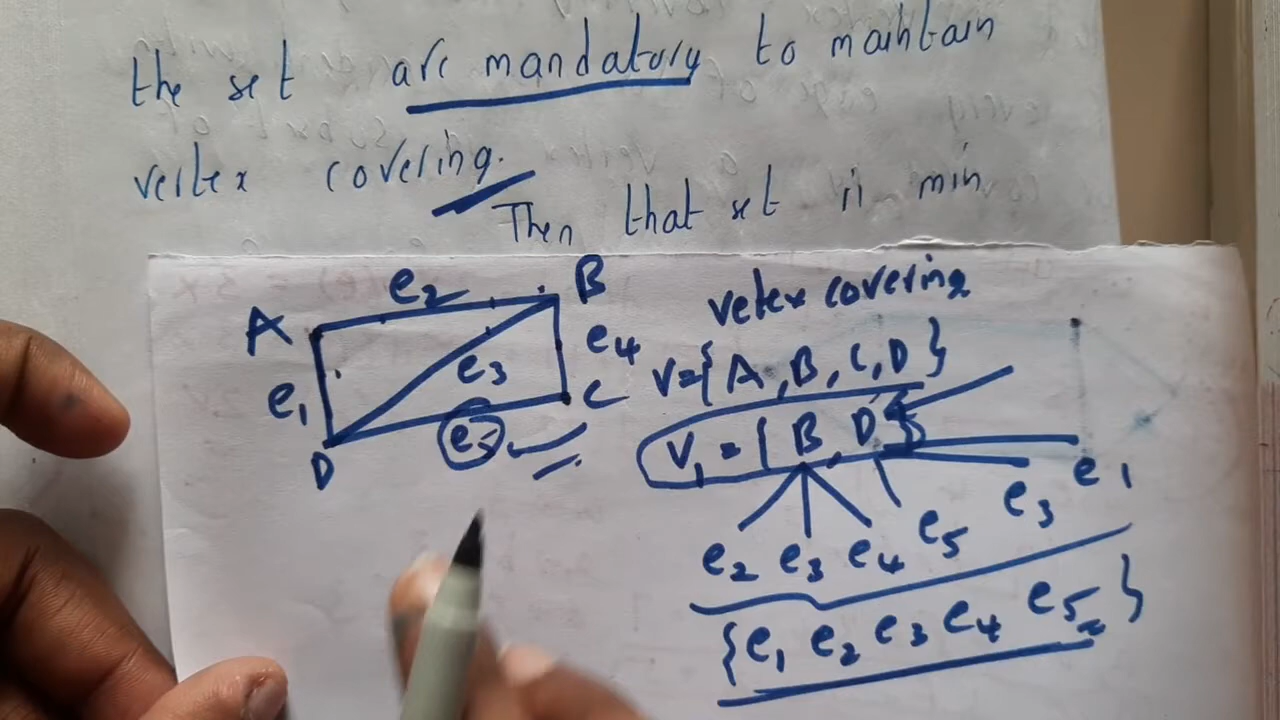 the set are mandatory to maintain
vertex covering.
Then that set is min
A e2 B
e1 e3 e4
D e5 C
vetex covering
V={A,B,C,D}
V1={B,D}
e2 e3 e4 e5 e3 e1
{e1 e2 e3 e4 e5}